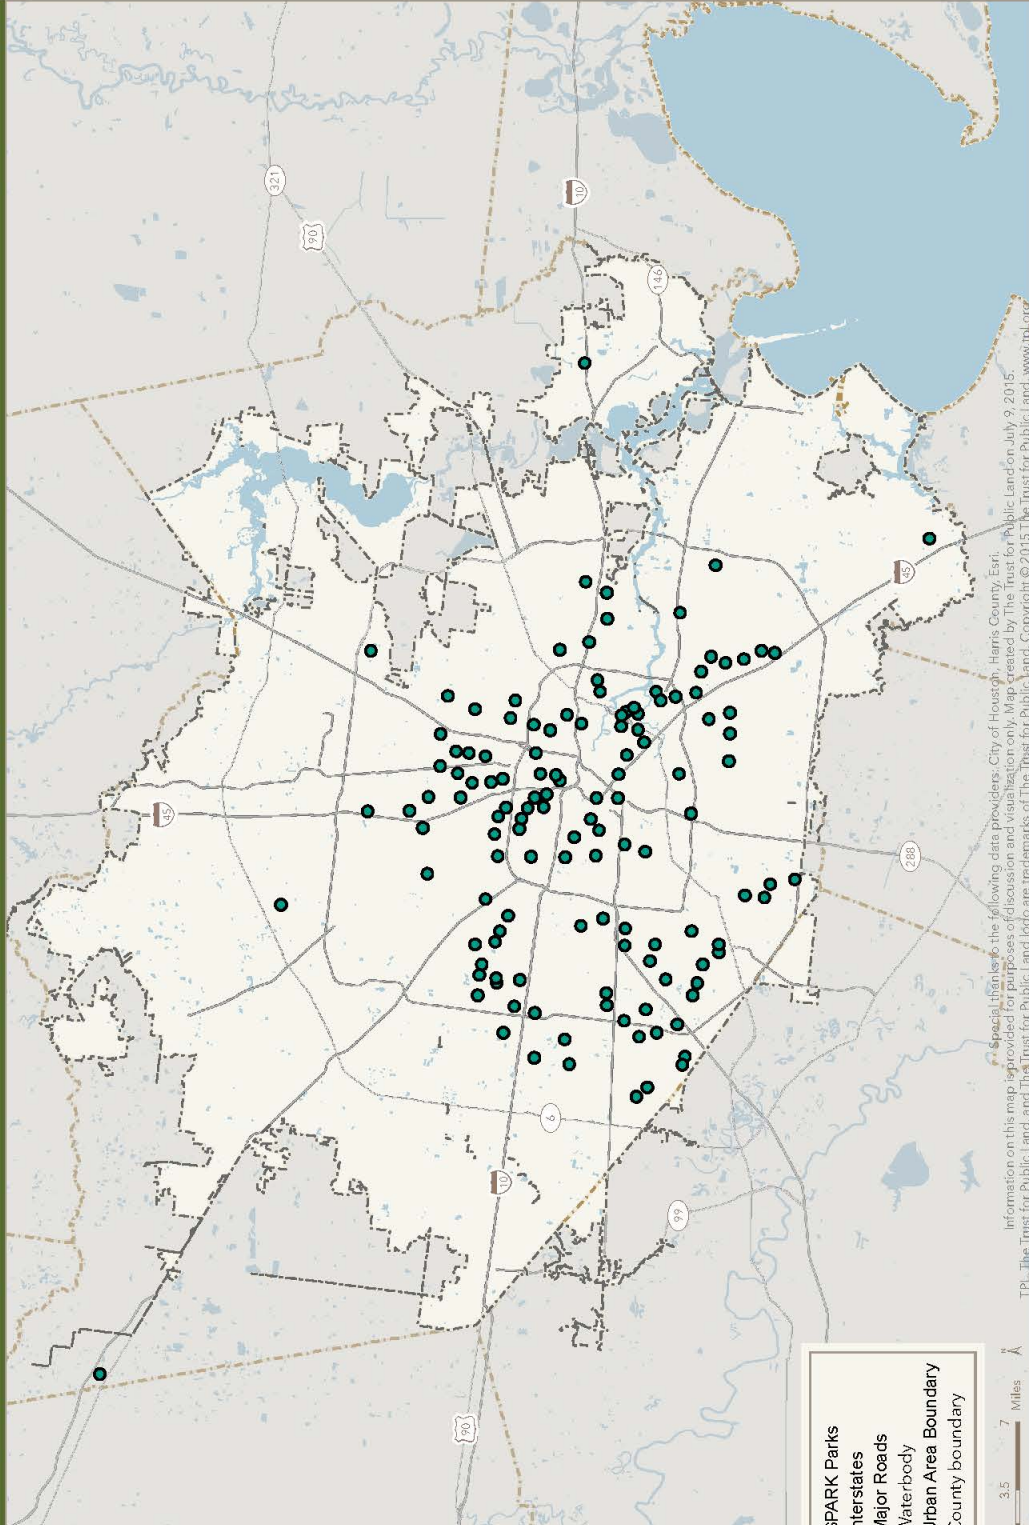 321
90
10
146
45
45
288
6
10
99
90
SPARK Parks
Interstates
Major Roads
Waterbody
Urban Area Boundary
County boundary
3.5 7 Miles
Special thanks to the following data providers: City of Houston, Harris County, Esri.
Information on this map is provided for purposes of discussion and visualization only. Map created by The Trust for Public Land on July 9, 2015.
TPL, The Trust for Public Land, and The Trust for Public Land logo are trademarks of The Trust for Public Land. Copyright © 2015 The Trust for Public Land. www.tpl.org